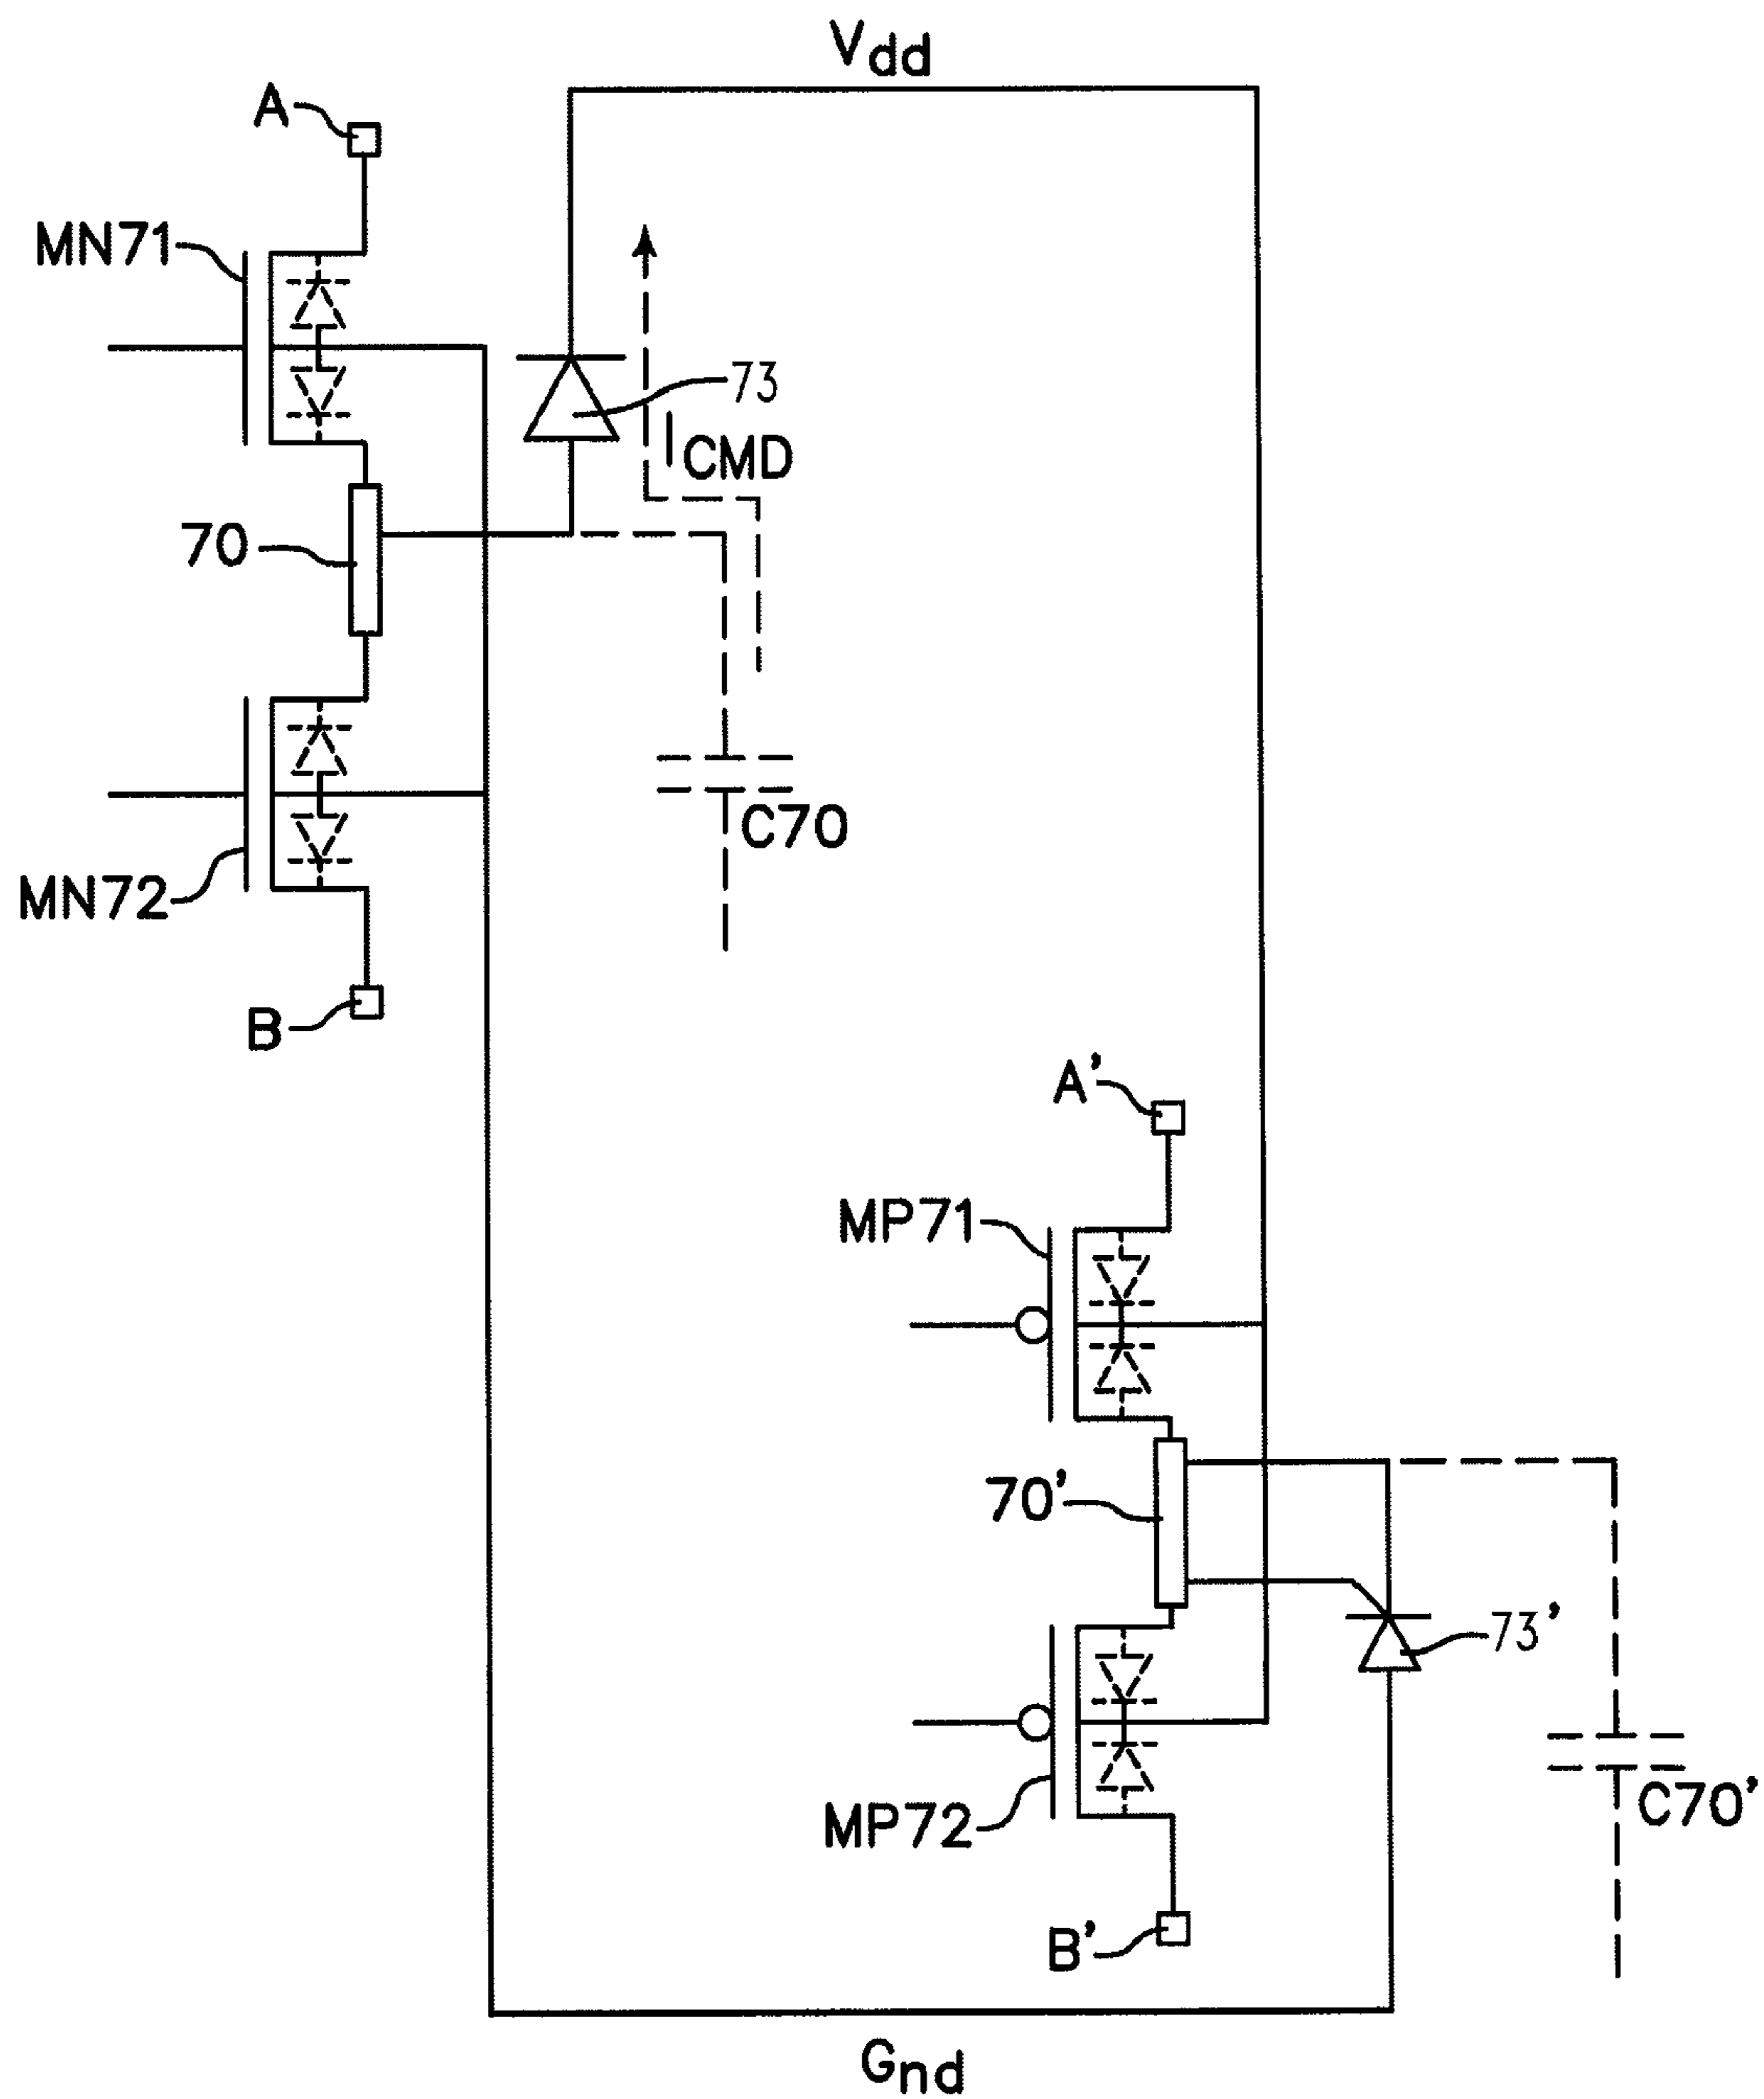 Vdd
A
MN71
73
ICMD
70
C70
MN72
B
A'
MP71
70'
73'
C70'
MP72
B'
Gnd